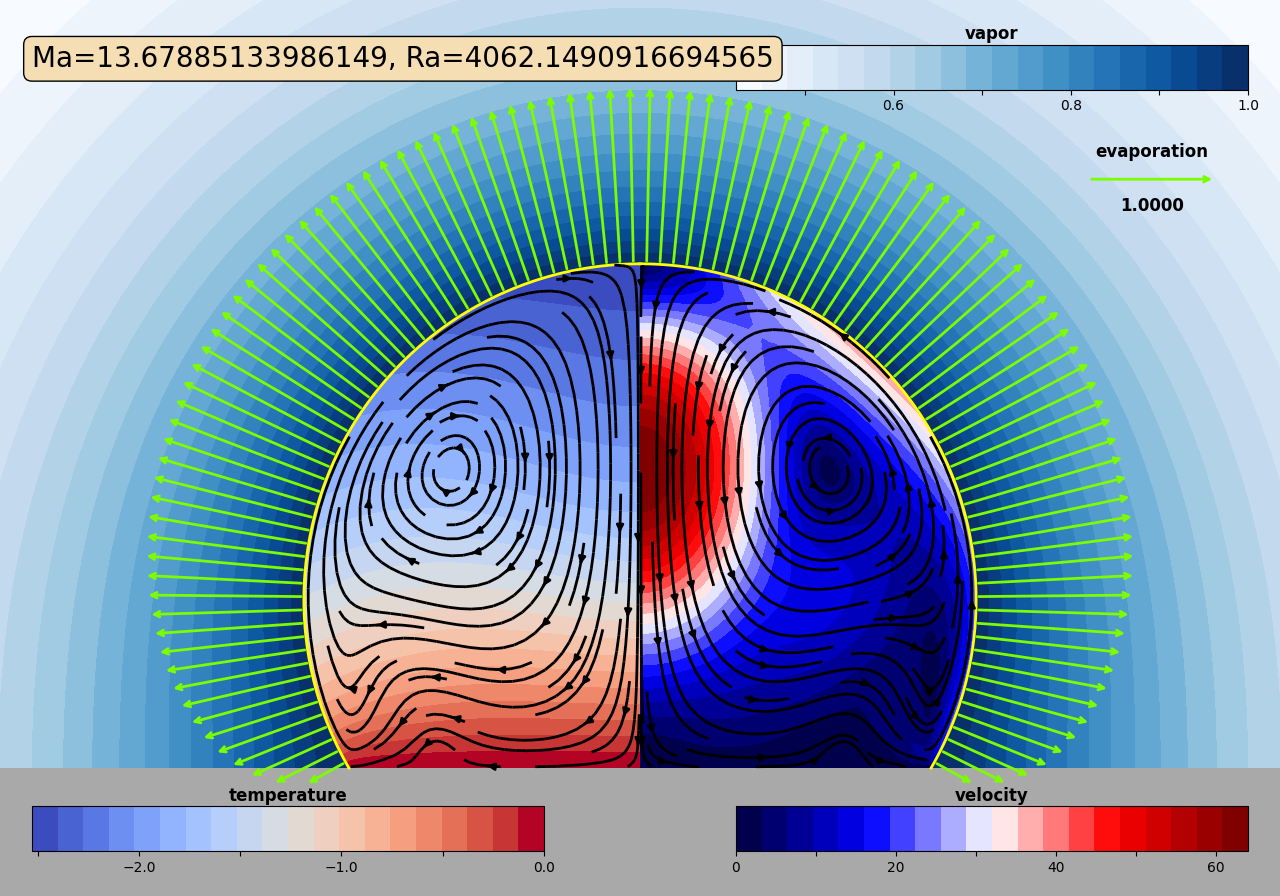 Ma=13.67885133986149, Ra=4062.1490916694565
vapor
0.6 0.8 1.0
evaporation
1.0000
temperature
−2.0 −1.0 0.0
velocity
0 20 40 60